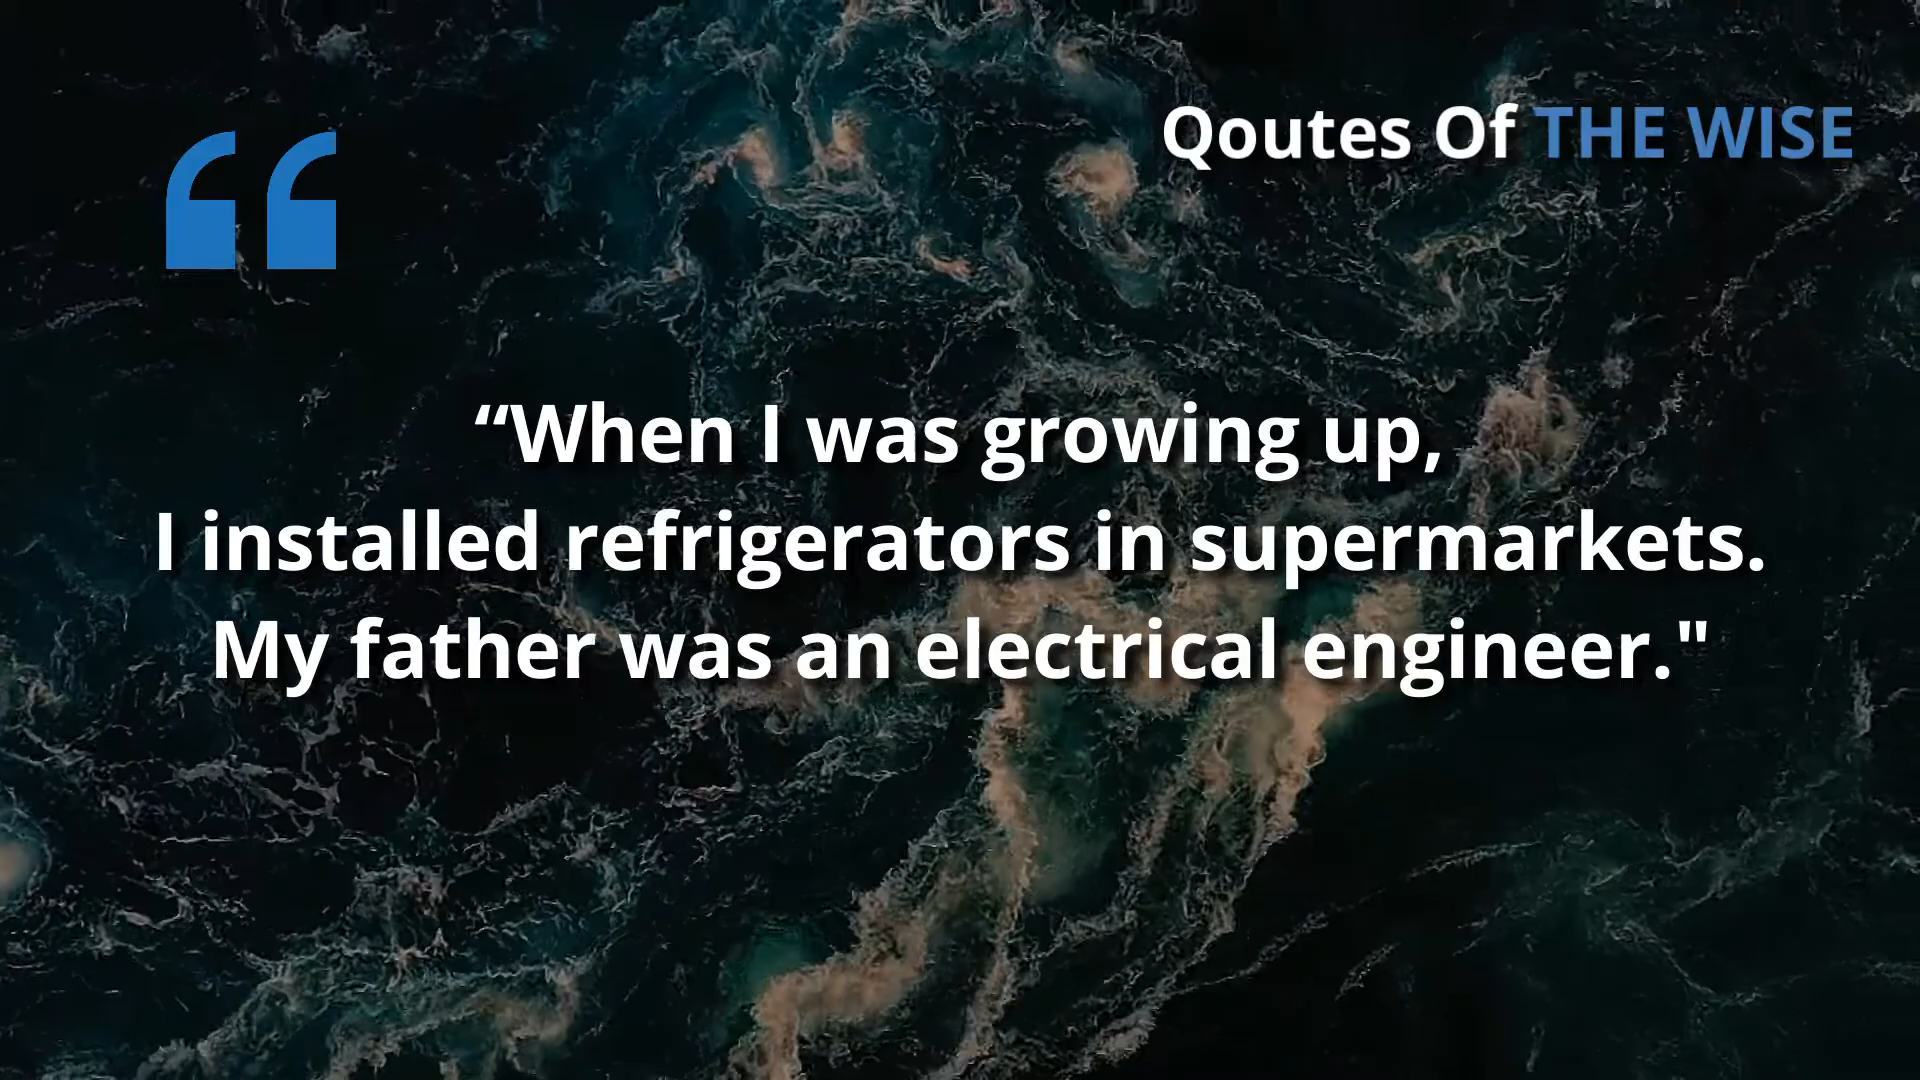 Qoutes Of THE WISE
“When I was growing up,
I installed refrigerators in supermarkets.
My father was an electrical engineer."